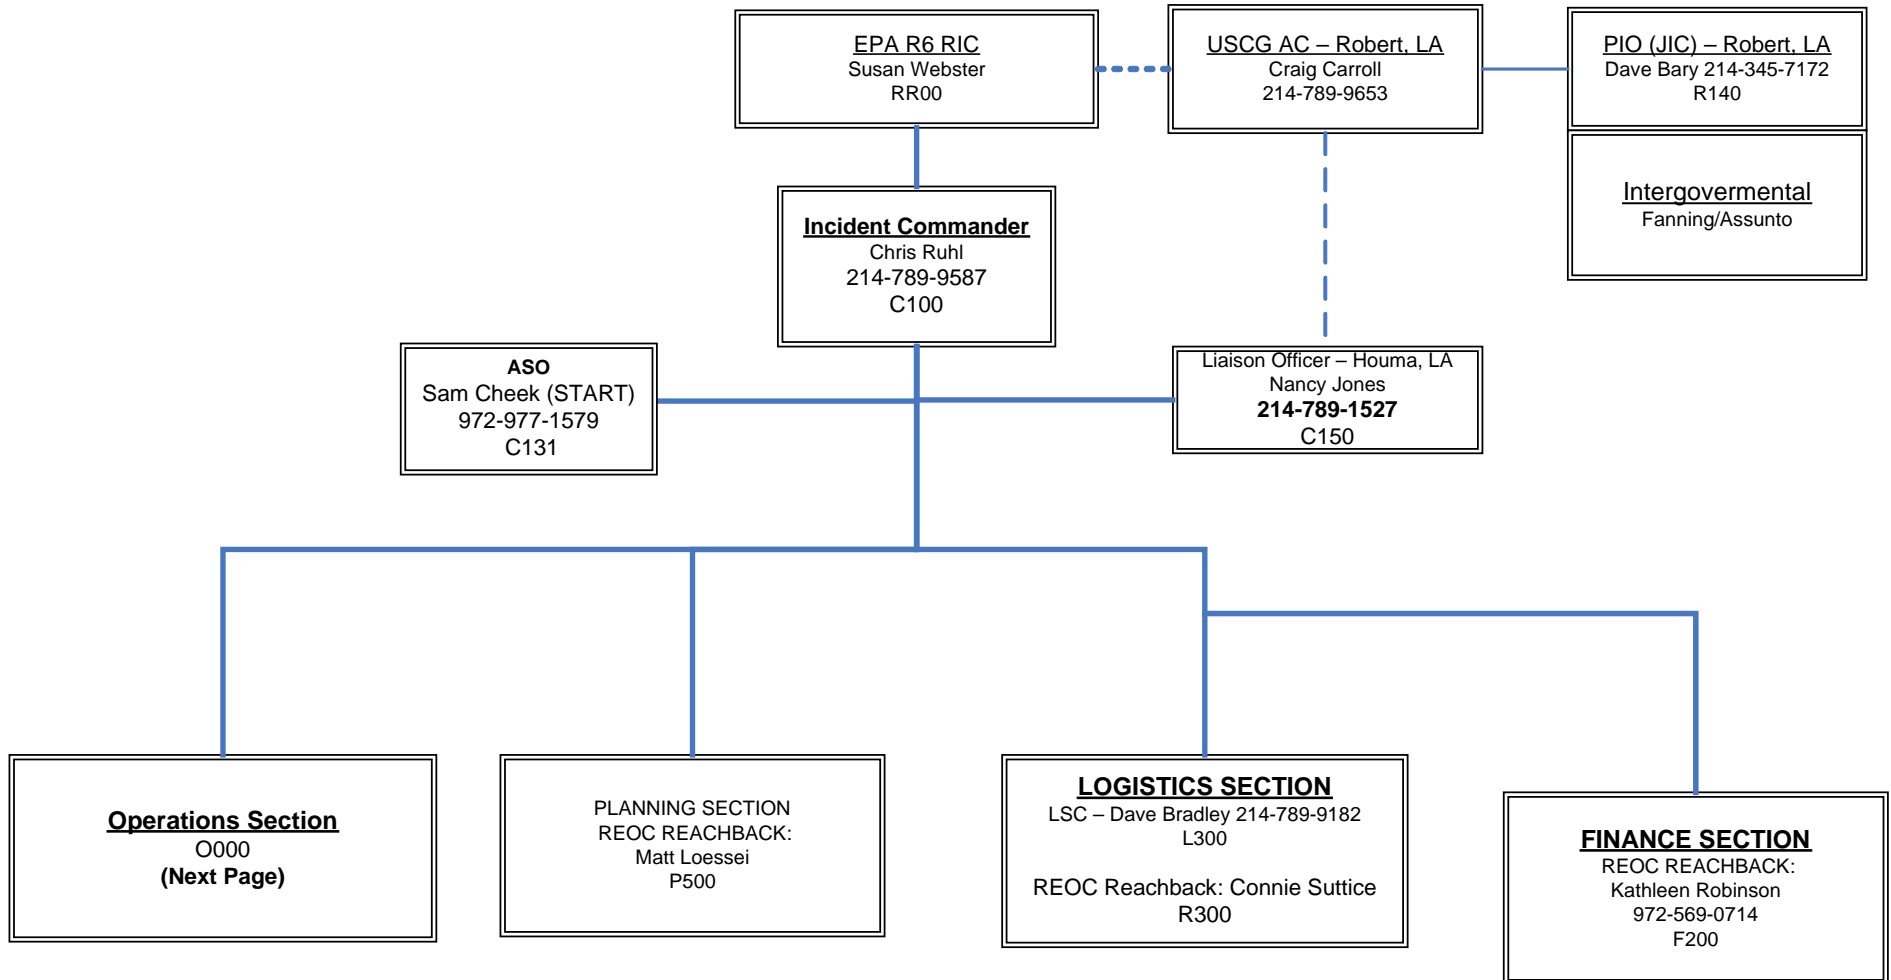 EPA R6 RIC
Susan Webster
RR00
USCG AC – Robert, LA
Craig Carroll
214-789-9653
PIO (JIC) – Robert, LA
Dave Bary 214-345-7172
R140
Intergovermental
Fanning/Assunto
Incident Commander
Chris Ruhl
214-789-9587
C100
ASO
Sam Cheek (START)
972-977-1579
C131
Liaison Officer – Houma, LA
Nancy Jones
214-789-1527
C150
Operations Section
O000
(Next Page)
PLANNING SECTION
REOC REACHBACK:
Matt Loessei
P500
LOGISTICS SECTION
LSC – Dave Bradley 214-789-9182
L300
REOC Reachback: Connie Suttice
R300
FINANCE SECTION
REOC REACHBACK:
Kathleen Robinson
972-569-0714
F200